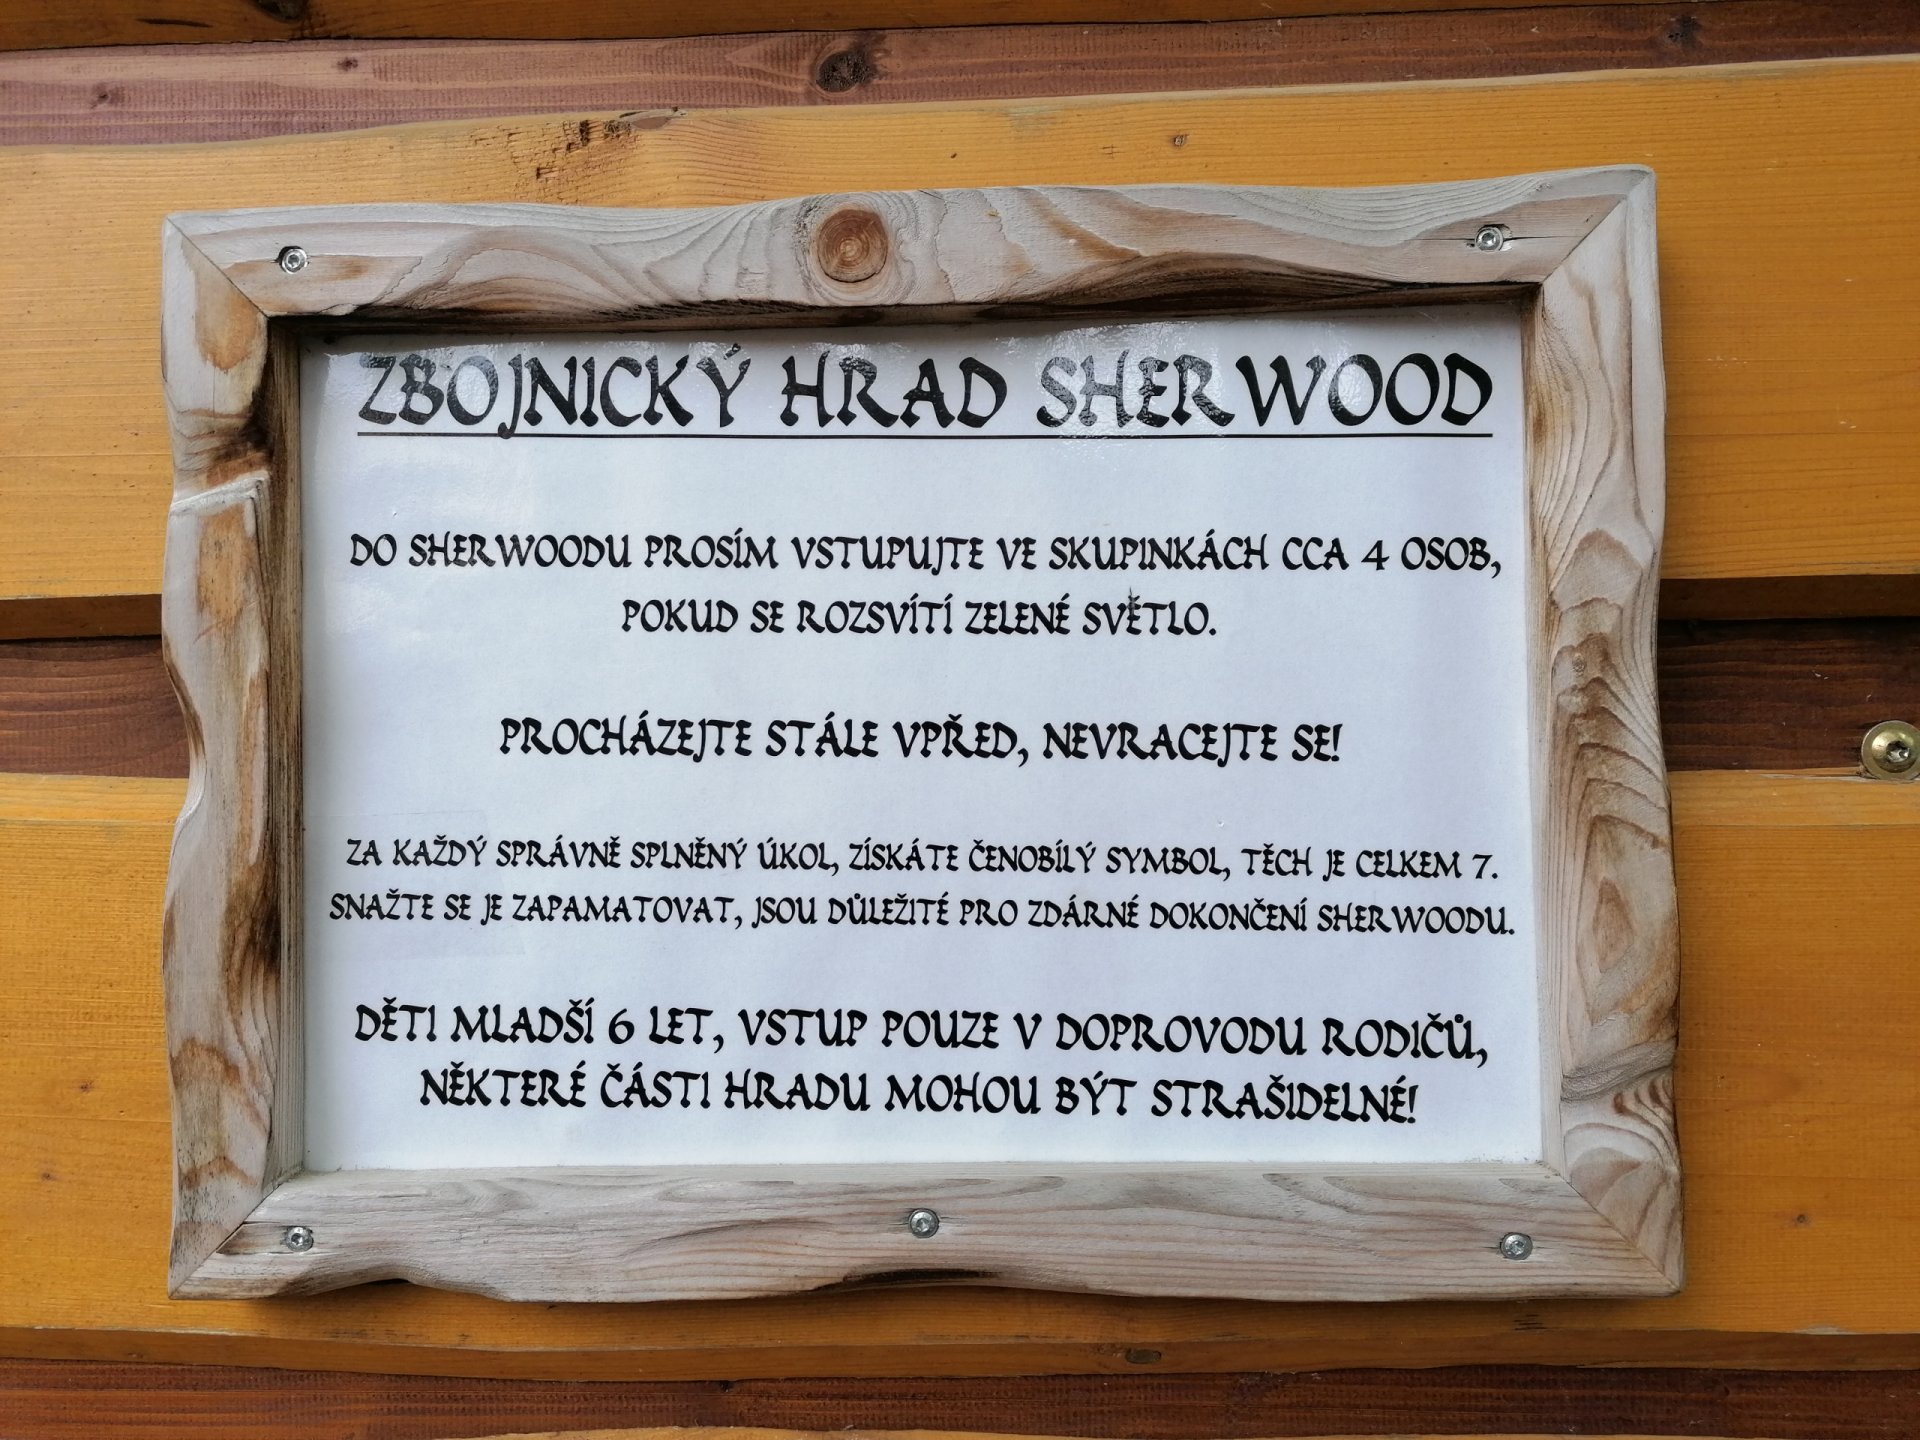 ZBOJNICKÝ HRAD SHERWOOD
DO SHERWOODU PROSÍM VSTUPUJTE VE SKUPINKÁCH CCA 4 OSOB,
POKUD SE ROZSVÍTÍ ZELENÉ SVĚTLO.
PROCHÁZEJTE STÁLE VPŘED, NEVRACEJTE SE!
ZA KAŽDÝ SPRÁVNĚ SPLNĚNÝ ÚKOL, ZÍSKÁTE ČENOBÍLÝ SYMBOL, TĚCH JE CELKEM 7.
SNAŽTE SE JE ZAPAMATOVAT, JSOU DŮLEŽITÉ PRO ZDÁRNÉ DOKONČENÍ SHERWOODU.
DĚTI MLADŠÍ 6 LET, VSTUP POUZE V DOPROVODU RODIČŮ,
NĚKTERÉ ČÁSTI HRADU MOHOU BÝT STRAŠIDELNÉ!